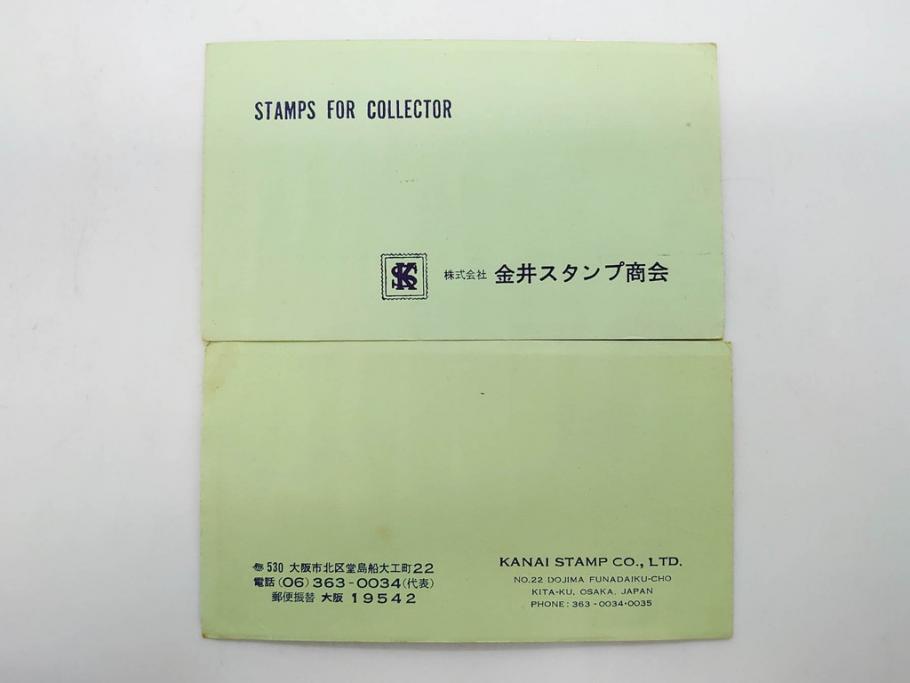 STAMPS FOR COLLECTOR
KS
株式会社 金井スタンプ商会
530 大阪市北区堂島船大工町22
電話(06)363-0034(代表)
郵便振替 大阪 19542
KANAI STAMP CO., LTD.
NO.22 DOJIMA FUNADAIKU-CHO
KITA-KU, OSAKA, JAPAN
PHONE: 363-0034・0035